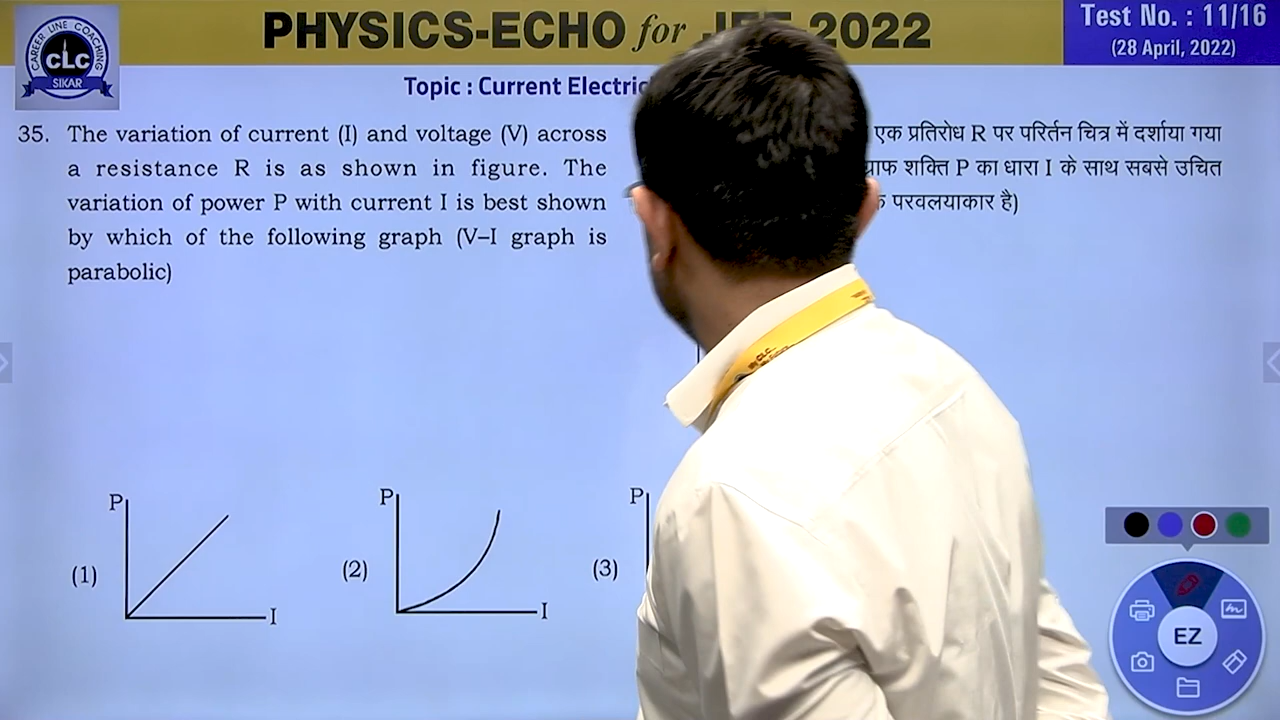 CAREER LINE COACHING
CLC
SIKAR
PHYSICS-ECHO for 2022
Test No. : 11/16
(28 April, 2022)
Topic : Current
35. The variation of current (I) and voltage (V) across
a resistance R is as shown in figure. The
variation of power P with current I is best shown
by which of the following graph (V–I graph is
parabolic)
एक प्रतिरोध R पर परिर्तन चित्र में दर्शाया गया
शक्ति P का धारा I के साथ सबसे उचित
परवलयाकार है)
P
I
(1)
P
I
(2)
P
(3)
EZ